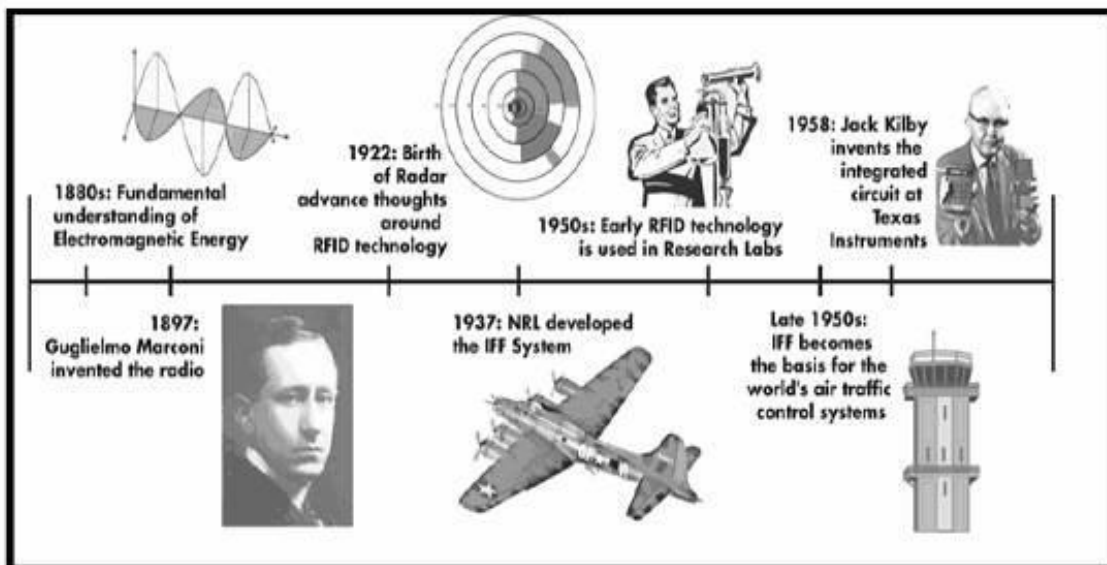 1880s: Fundamental
understanding of
Electromagnetic Energy
1922: Birth
of Radar
advance thoughts
around
RFID technology
1950s: Early RFID technology
is used in Research Labs
1958: Jack Kilby
invents the
integrated
circuit at
Texas
Instruments
1897:
Guglielmo Marconi
invented the radio
1937: NRL developed
the IFF System
Late 1950s:
IFF becomes
the basis for the
world's air traffic
control systems